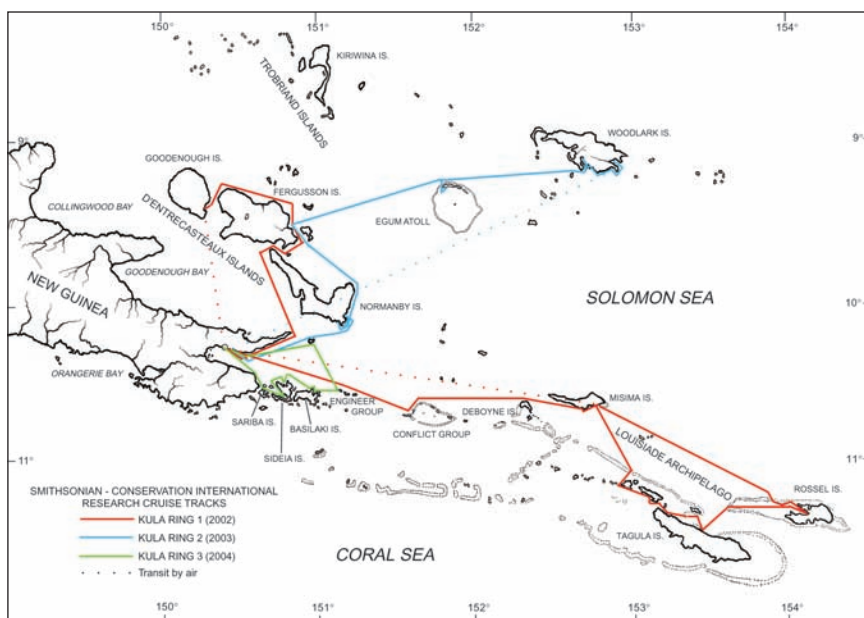 150°
151°
152°
153°
154°
KIRIWINA IS.
TROBRIAND ISLANDS
9°
WOODLARK IS.
9°
GOODENOUGH IS.
FERGUSSON IS.
COLLINGWOOD BAY
D'ENTRECASTEAUX ISLANDS
EGUM ATOLL
GOODENOUGH BAY
NEW GUINEA
10°
NORMANBY IS.
SOLOMON SEA
10°
ORANGERIE BAY
ENGINEER
GROUP
SARIBA IS.
BASILAKI IS.
SIDEIA IS.
CONFLICT GROUP
DEBOYNE IS.
MISIMA IS.
LOUISIADE ARCHIPELAGO
11°
11°
ROSSEL IS.
TAGULA IS.
SMITHSONIAN - CONSERVATION INTERNATIONAL
RESEARCH CRUISE TRACKS
KULA RING 1 (2002)
KULA RING 2 (2003)
KULA RING 3 (2004)
Transit by air
CORAL SEA
150°
151°
152°
153°
154°